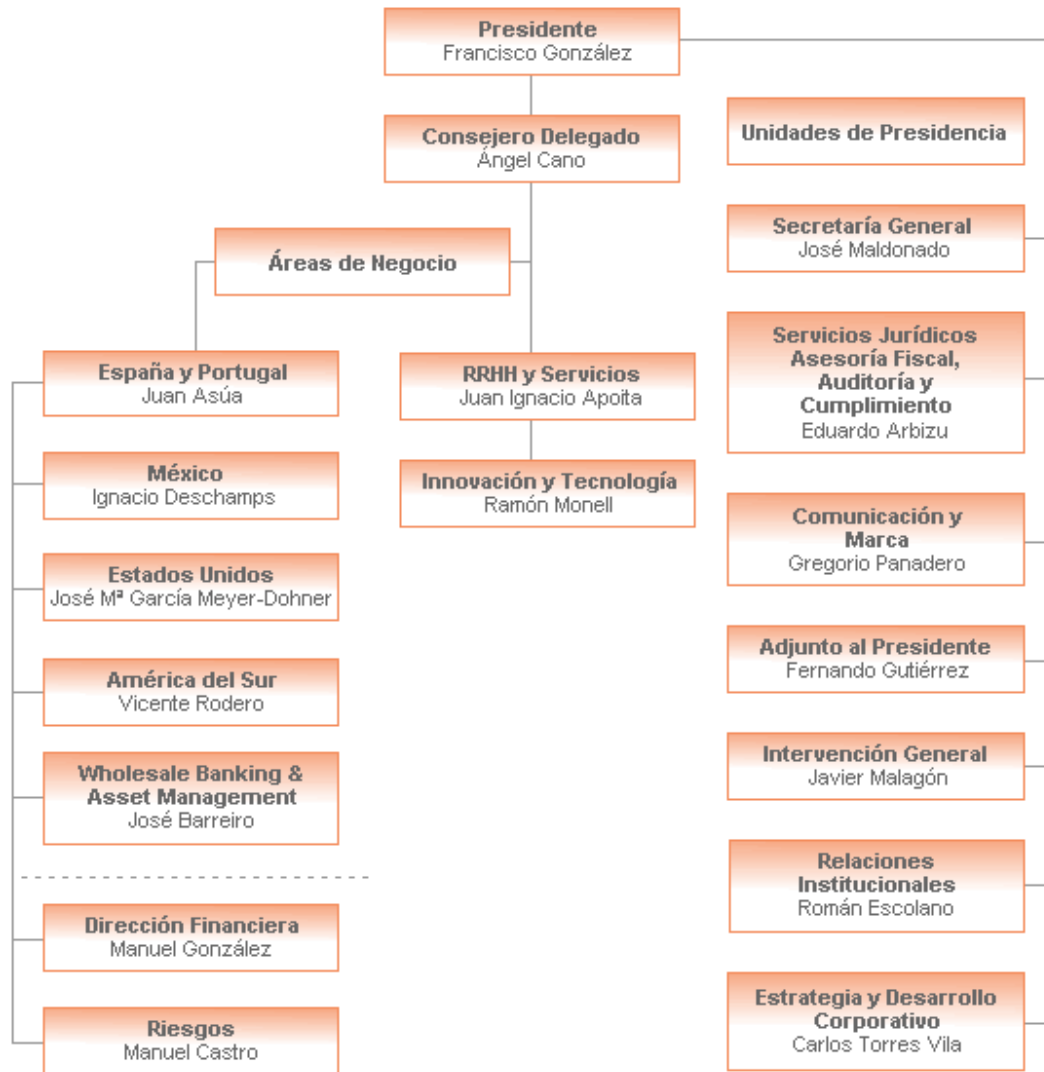 Presidente
Francisco González
Consejero Delegado
Ángel Cano
Áreas de Negocio
España y Portugal
Juan Asúa
México
Ignacio Deschamps
Estados Unidos
José Mª García Meyer-Dohner
América del Sur
Vicente Rodero
Wholesale Banking &
Asset Management
José Barreiro
Dirección Financiera
Manuel González
Riesgos
Manuel Castro
RRHH y Servicios
Juan Ignacio Apoita
Innovación y Tecnología
Ramón Monell
Unidades de Presidencia
Secretaría General
José Maldonado
Servicios Jurídicos
Asesoría Fiscal,
Auditoría y
Cumplimiento
Eduardo Arbizu
Comunicación y
Marca
Gregorio Panadero
Adjunto al Presidente
Fernando Gutiérrez
Intervención General
Javier Malagón
Relaciones
Institucionales
Román Escolano
Estrategia y Desarrollo
Corporativo
Carlos Torres Vila